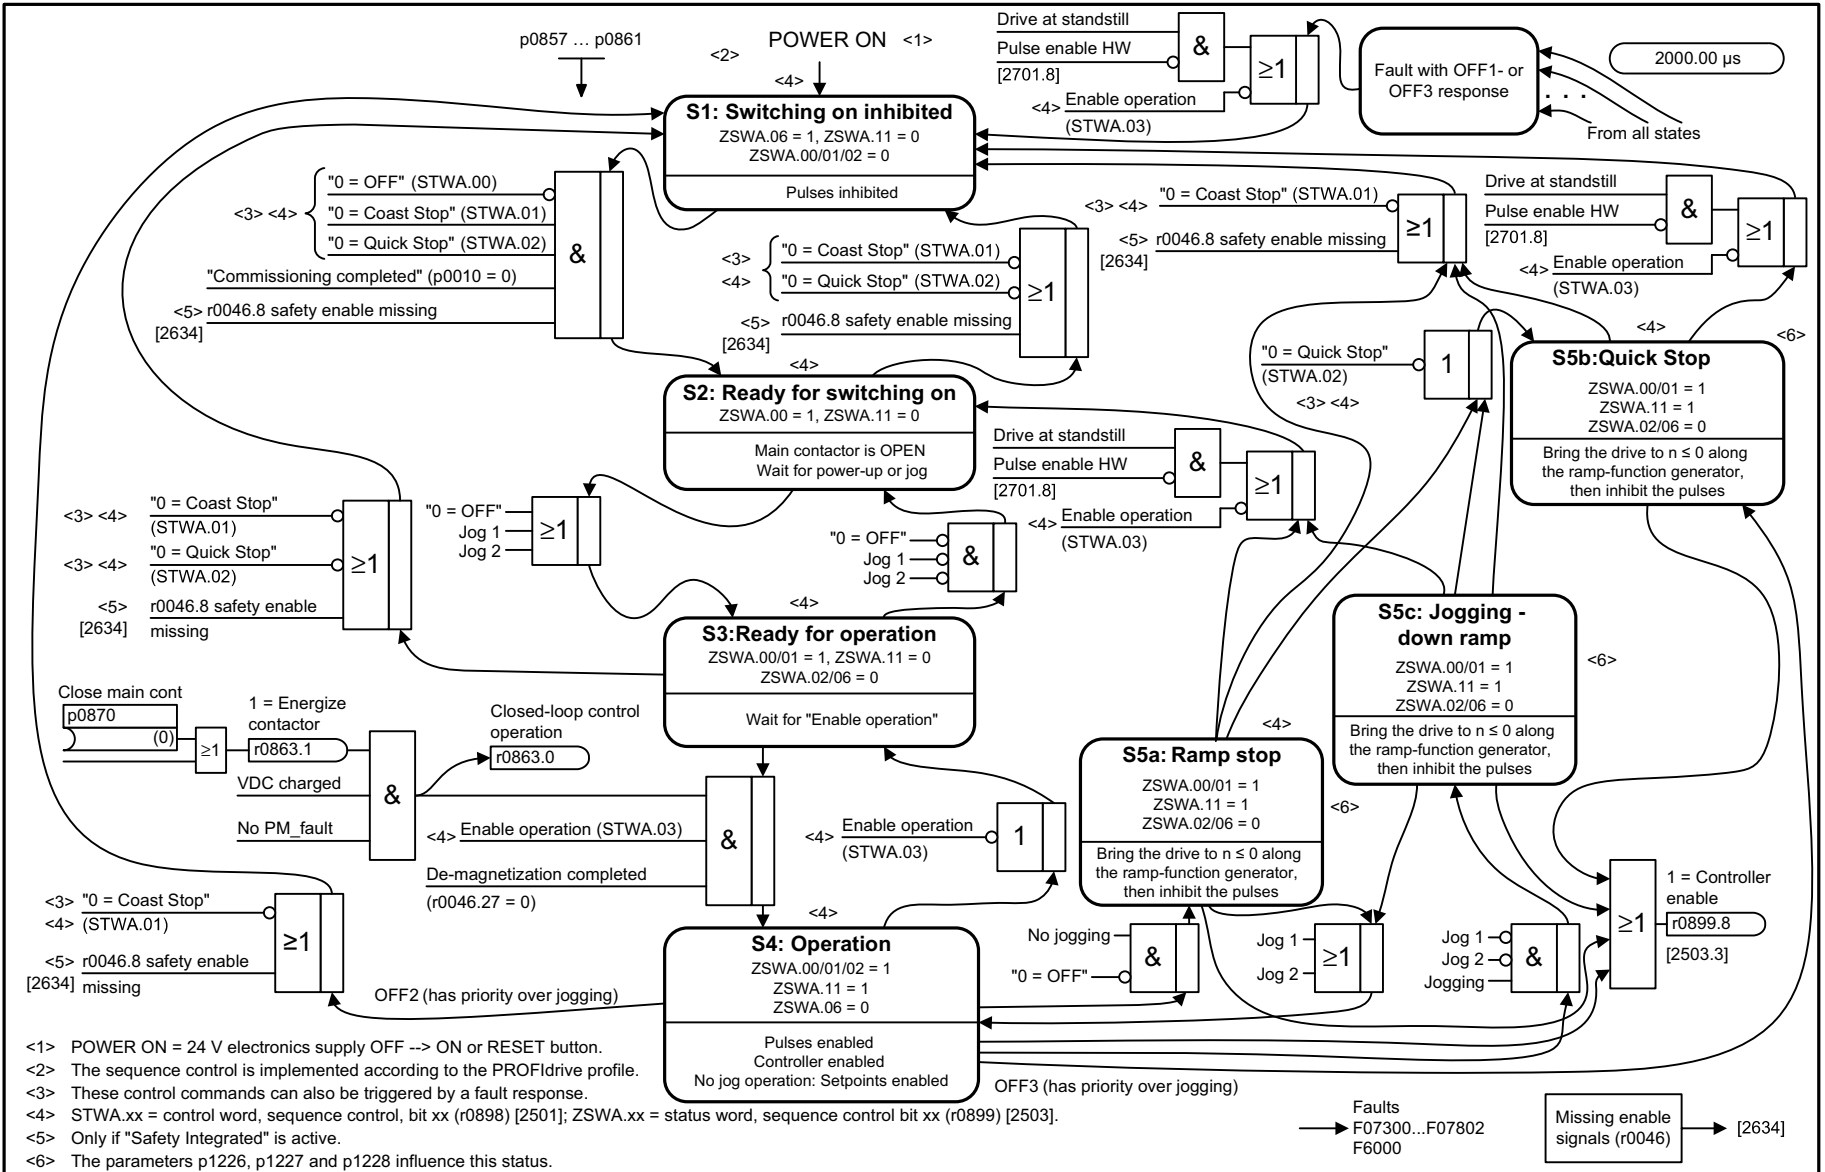 p0857 ... p0861
<2>
POWER ON <1>
<4>
S1: Switching on inhibited
ZSWA.06 = 1, ZSWA.11 = 0
ZSWA.00/01/02 = 0
Pulses inhibited
Drive at standstill
Pulse enable HW
[2701.8]
&
≥1
<4> Enable operation
(STWA.03)
Fault with OFF1- or
OFF3 response
. . .
From all states
2000.00 µs
<3> <4>
"0 = OFF" (STWA.00)
"0 = Coast Stop" (STWA.01)
"0 = Quick Stop" (STWA.02)
"Commissioning completed" (p0010 = 0)
<5> r0046.8 safety enable missing
[2634]
&
<3>
<4>
"0 = Coast Stop" (STWA.01)
"0 = Quick Stop" (STWA.02)
<5> r0046.8 safety enable missing
[2634]
≥1
<3> <4>
"0 = Coast Stop" (STWA.01)
<5> r0046.8 safety enable missing
[2634]
≥1
Drive at standstill
Pulse enable HW
[2701.8]
&
≥1
<4> Enable operation
(STWA.03)
<4>
S2: Ready for switching on
ZSWA.00 = 1, ZSWA.11 = 0
Main contactor is OPEN
Wait for power-up or jog
"0 = Quick Stop"
(STWA.02)
<3> <4>
1
<4>
<6>
S5b:Quick Stop
ZSWA.00/01 = 1
ZSWA.11 = 1
ZSWA.02/06 = 0
Bring the drive to n ≤ 0 along
the ramp-function generator,
then inhibit the pulses
Drive at standstill
Pulse enable HW
[2701.8]
&
≥1
<4> Enable operation
(STWA.03)
<3> <4>
"0 = Coast Stop"
(STWA.01)
<3> <4>
"0 = Quick Stop"
(STWA.02)
<5> r0046.8 safety enable
[2634] missing
≥1
"0 = OFF"
Jog 1
Jog 2
≥1
"0 = OFF"
Jog 1
Jog 2
&
<4>
S3:Ready for operation
ZSWA.00/01 = 1, ZSWA.11 = 0
ZSWA.02/06 = 0
Wait for "Enable operation"
S5c: Jogging -
down ramp
ZSWA.00/01 = 1
ZSWA.11 = 1
ZSWA.02/06 = 0
Bring the drive to n ≤ 0 along
the ramp-function generator,
then inhibit the pulses
<6>
Close main cont
p0870
(0)
≥1
1 = Energize
contactor
r0863.1
VDC charged
No PM_fault
&
Closed-loop control
operation
r0863.0
<4> Enable operation (STWA.03)
De-magnetization completed
(r0046.27 = 0)
&
<4> Enable operation
(STWA.03)
1
<4>
S5a: Ramp stop
ZSWA.00/01 = 1
ZSWA.11 = 1
ZSWA.02/06 = 0
Bring the drive to n ≤ 0 along
the ramp-function generator,
then inhibit the pulses
<6>
<3> "0 = Coast Stop"
<4> (STWA.01)
<5> r0046.8 safety enable
[2634] missing
≥1
OFF2 (has priority over jogging)
<4>
S4: Operation
ZSWA.00/01/02 = 1
ZSWA.11 = 1
ZSWA.06 = 0
Pulses enabled
Controller enabled
No jog operation: Setpoints enabled
No jogging
"0 = OFF"
&
Jog 1
Jog 2
≥1
Jog 1
Jog 2
Jogging
&
≥1
1 = Controller
enable
r0899.8
[2503.3]
OFF3 (has priority over jogging)
<1> POWER ON = 24 V electronics supply OFF --> ON or RESET button.
<2> The sequence control is implemented according to the PROFIdrive profile.
<3> These control commands can also be triggered by a fault response.
<4> STWA.xx = control word, sequence control, bit xx (r0898) [2501]; ZSWA.xx = status word, sequence control bit xx (r0899) [2503].
<5> Only if "Safety Integrated" is active.
<6> The parameters p1226, p1227 and p1228 influence this status.
Faults
F07300...F07802
F6000
Missing enable
signals (r0046)
[2634]